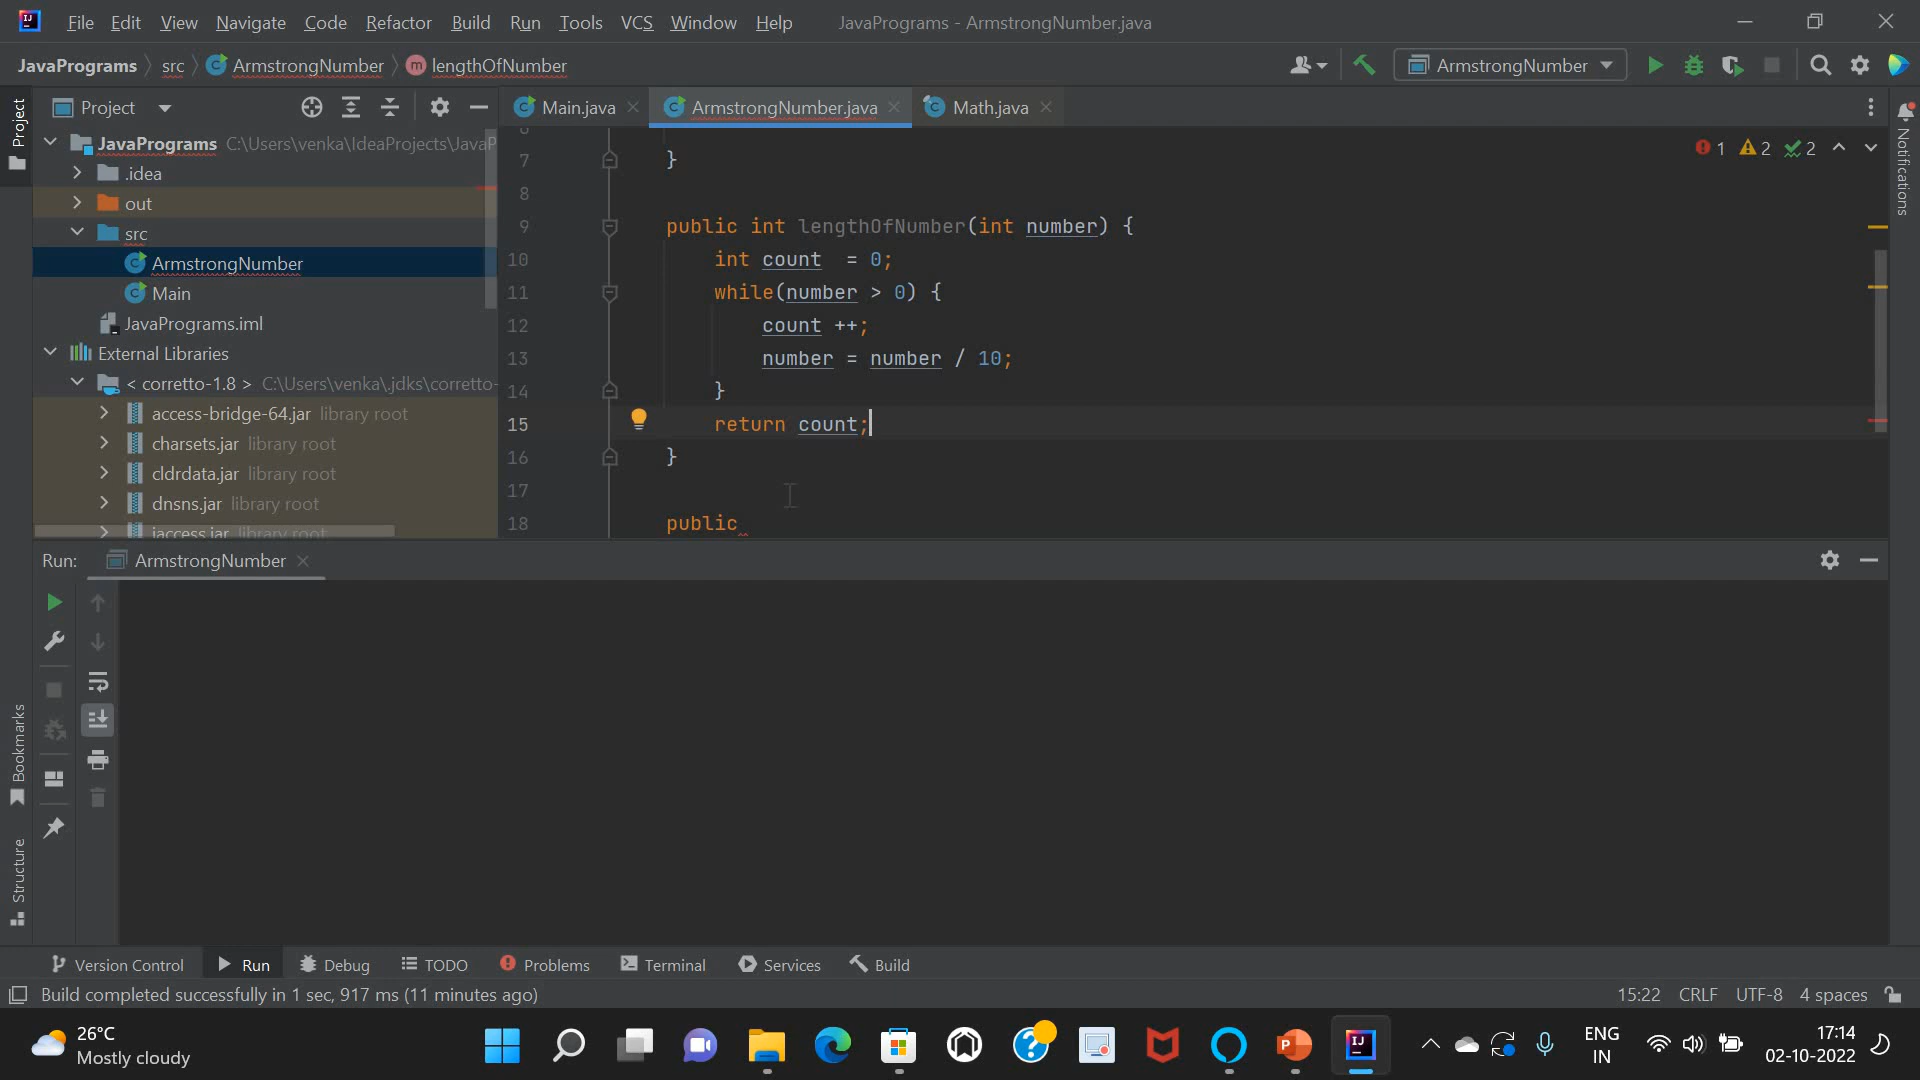 File Edit View Navigate Code Refactor Build Run Tools VCS Window Help JavaPrograms - ArmstrongNumber.java
JavaPrograms src ArmstrongNumber lengthOfNumber ArmstrongNumber
Project
Project
Main.java ArmstrongNumber.java Math.java
JavaPrograms C:\Users\venka\IdeaProjects\JavaP
.idea
out
src
ArmstrongNumber
Main
JavaPrograms.iml
External Libraries
< corretto-1.8 > C:\Users\venka\.jdks\corretto-
access-bridge-64.jar library root
charsets.jar library root
cldrdata.jar library root
dnsns.jar library root
jaccess.jar library root
1 2 2
7 }
8
9 public int lengthOfNumber(int number) {
10 int count  = 0;
11 while(number > 0) {
12 count ++;
13 number = number / 10;
14 }
15 return count;
16 }
17
18 public
Notifications
Run: ArmstrongNumber
Bookmarks
Structure
Version Control Run Debug TODO Problems Terminal Services Build
Build completed successfully in 1 sec, 917 ms (11 minutes ago) 15:22 CRLF UTF-8 4 spaces
26°C
Mostly cloudy
ENG
IN
17:14
02-10-2022